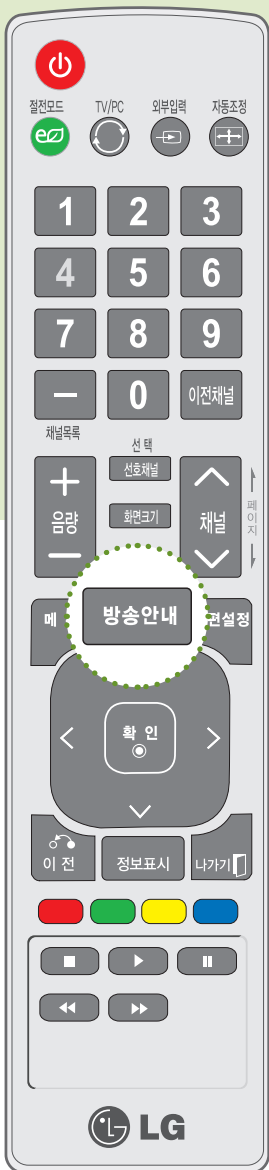 절전모드 TV/PC 외부입력 자동조정
1 2 3
4 5 6
7 8 9
- 0 이전채널
채널목록 선 택
선호채널
화면크기
+ 음량 - 채널 페이지
메 방송안내 편설정
확 인
이 전 정보표시 나가기
LG